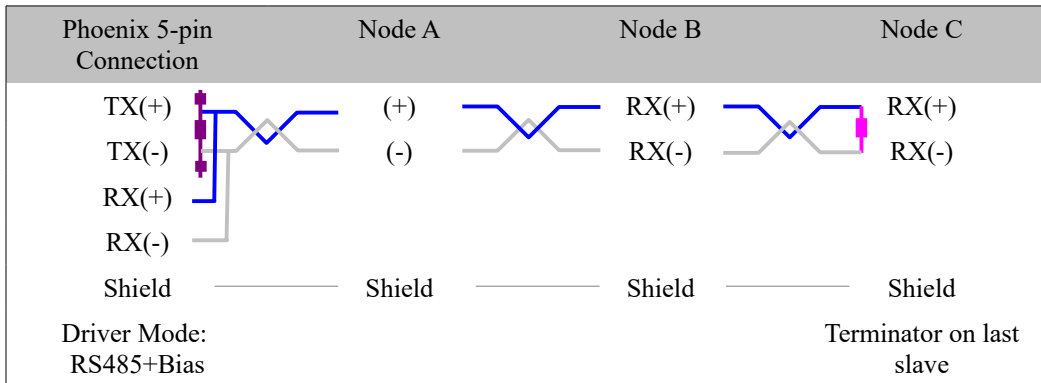 Phoenix 5-pin Connection Node A Node B Node C
TX(+) (+) RX(+) RX(+)
TX(-) (-) RX(-) RX(-)
RX(+)
RX(-)
Shield Shield Shield Shield
Driver Mode: Terminator on last
RS485+Bias slave